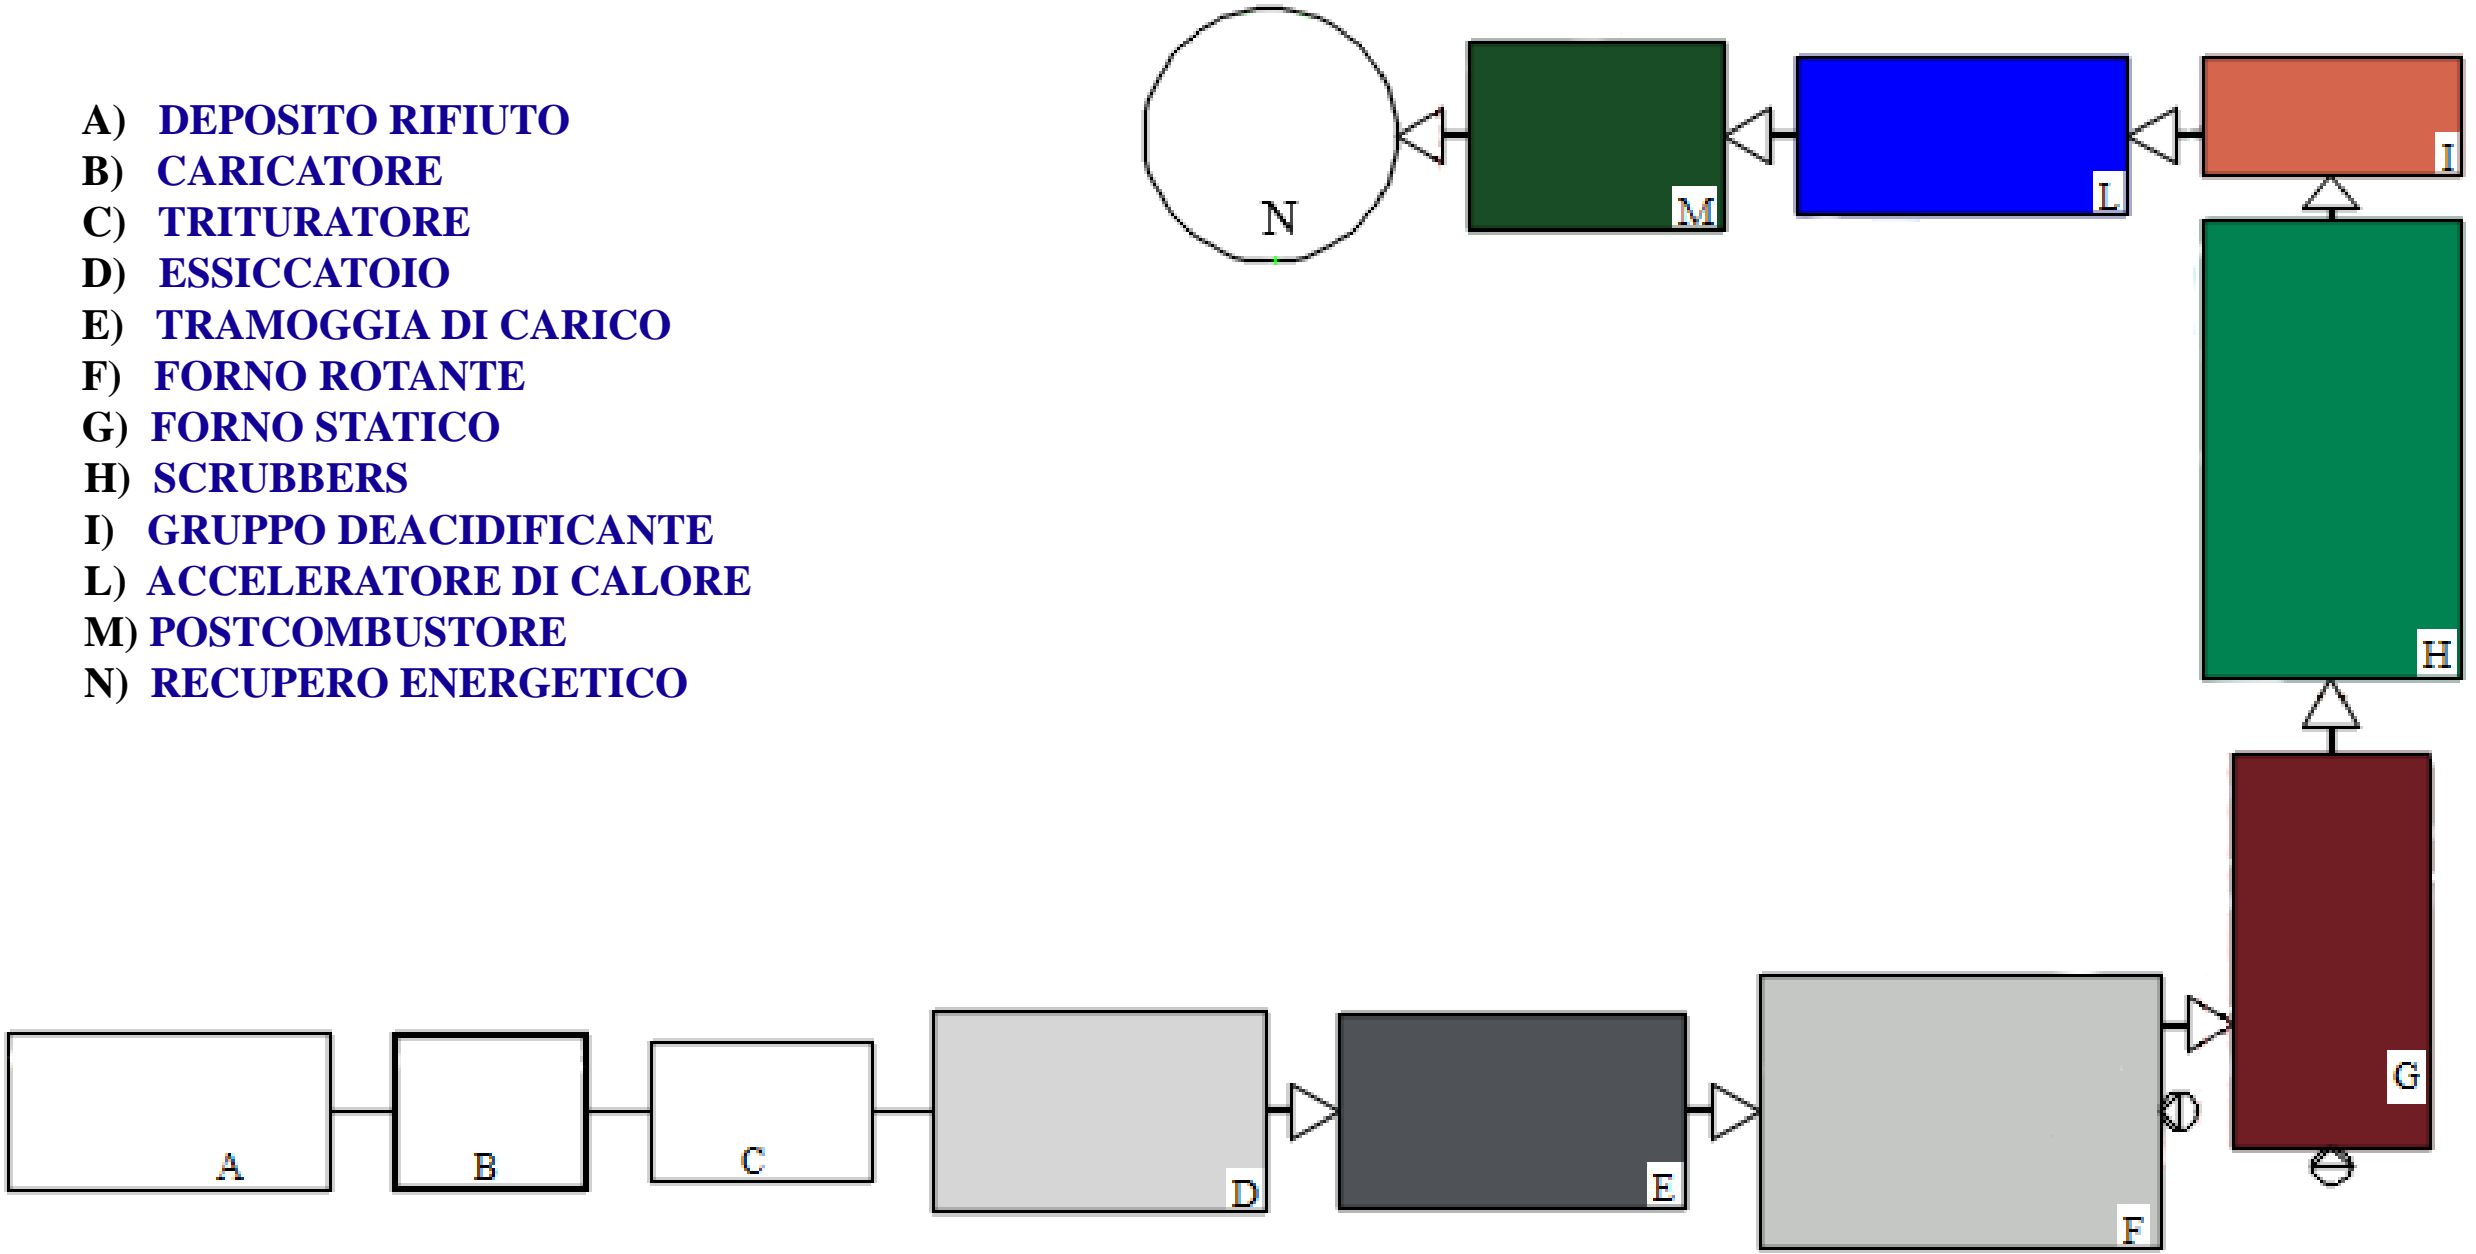 A) DEPOSITO RIFIUTO
B) CARICATORE
C) TRITURATORE
D) ESSICCATOIO
E) TRAMOGGIA DI CARICO
F) FORNO ROTANTE
G) FORNO STATICO
H) SCRUBBERS
I) GRUPPO DEACIDIFICANTE
L) ACCELERATORE DI CALORE
M) POSTCOMBUSTORE
N) RECUPERO ENERGETICO
N
M
L
I
H
G
A
B
C
D
E
F